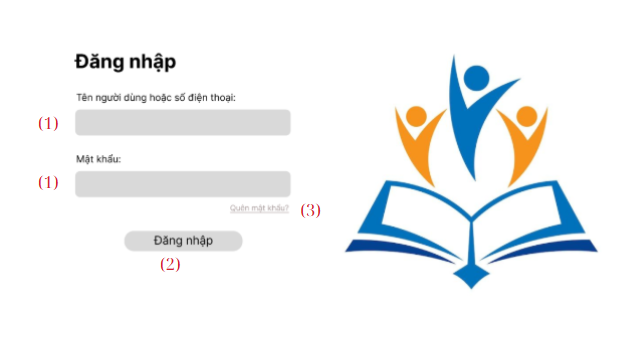 Đăng nhập
Tên người dùng hoặc số điện thoại:
(1)
Mật khẩu:
(1)
Quên mật khẩu?
(3)
Đăng nhập
(2)